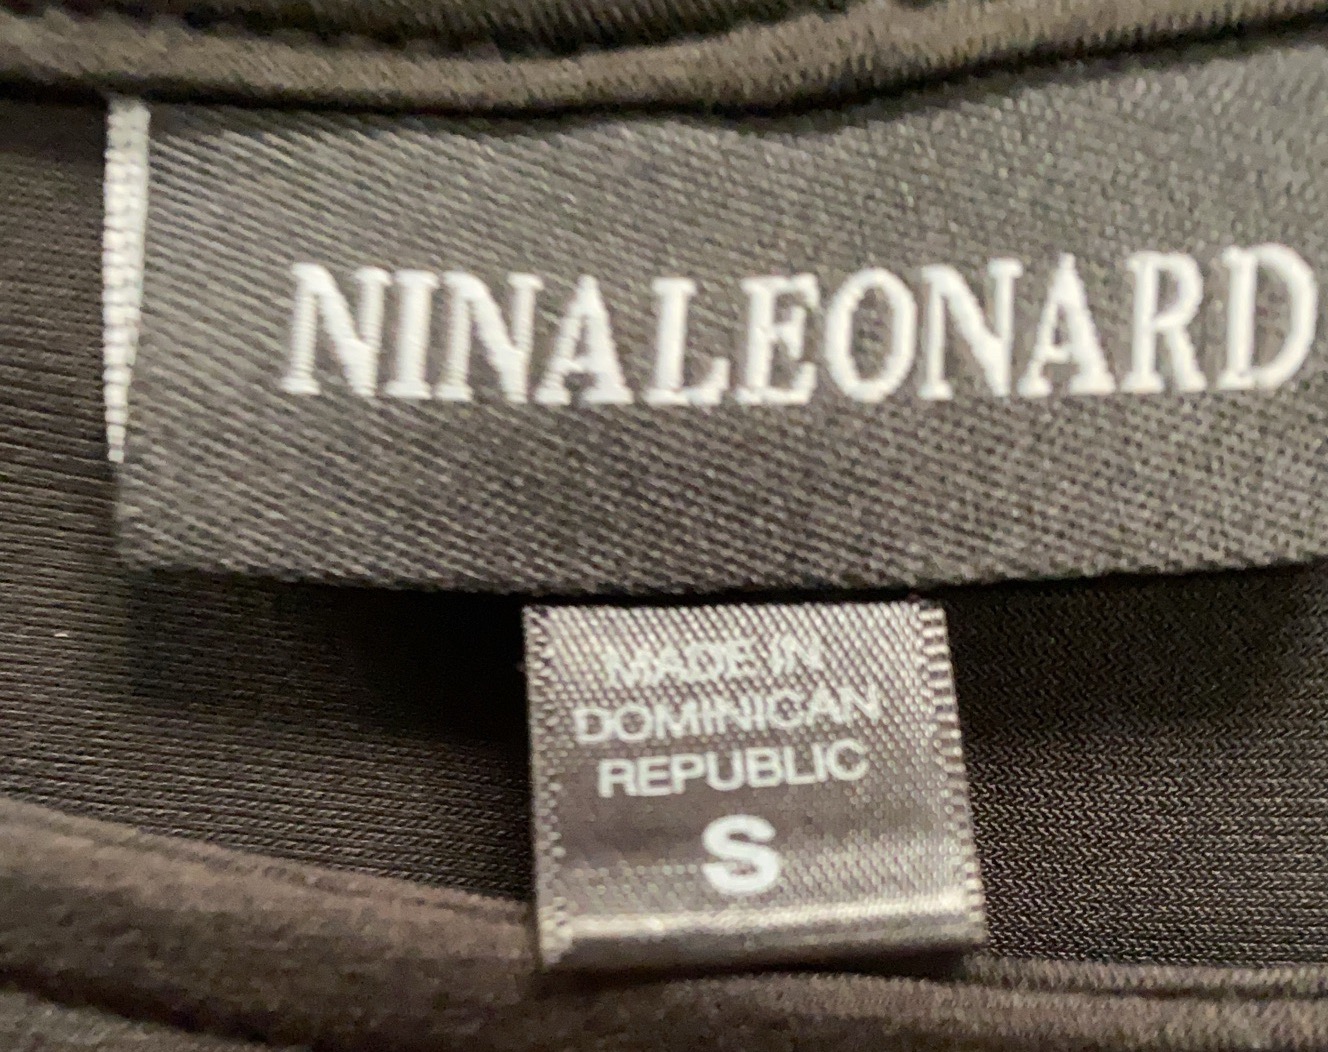 NINALEONARD
MADE IN
DOMINICAN
REPUBLIC
S